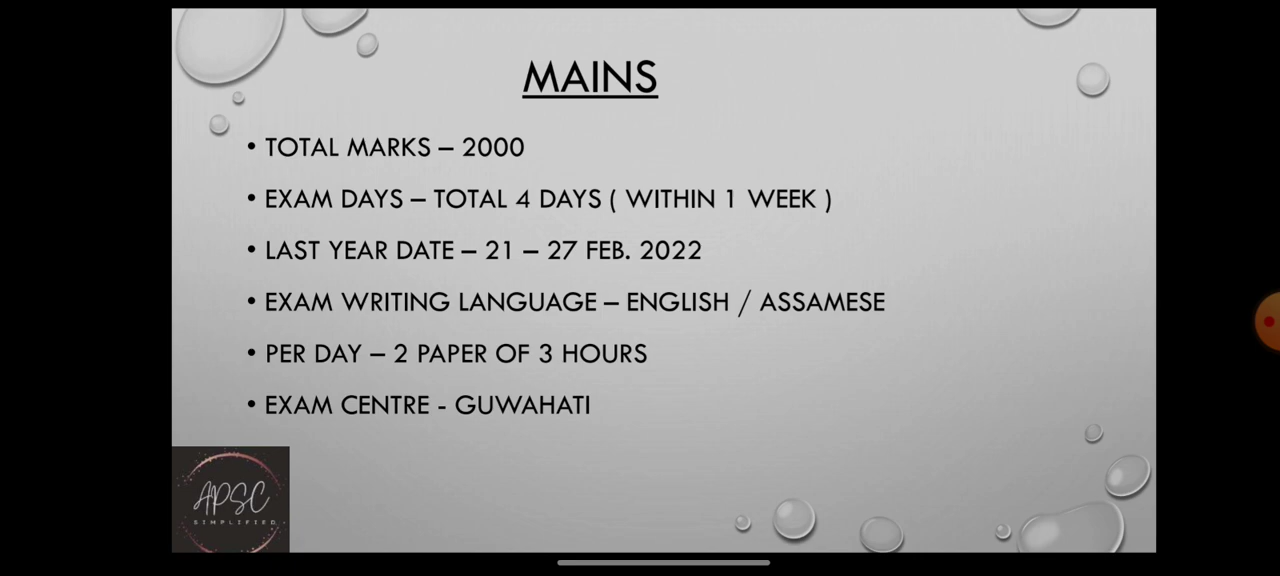 MAINS
• TOTAL MARKS – 2000
• EXAM DAYS – TOTAL 4 DAYS ( WITHIN 1 WEEK )
• LAST YEAR DATE – 21 – 27 FEB. 2022
• EXAM WRITING LANGUAGE – ENGLISH / ASSAMESE
• PER DAY – 2 PAPER OF 3 HOURS
• EXAM CENTRE - GUWAHATI
APSC
SIMPLIFIED